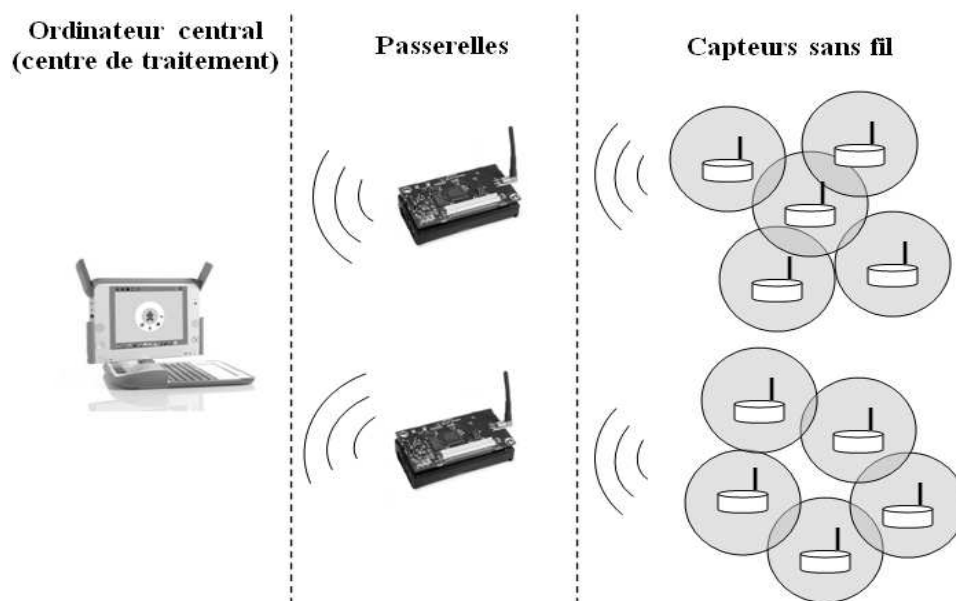 Ordinateur central
(centre de traitement)
Passerelles
Capteurs sans fil